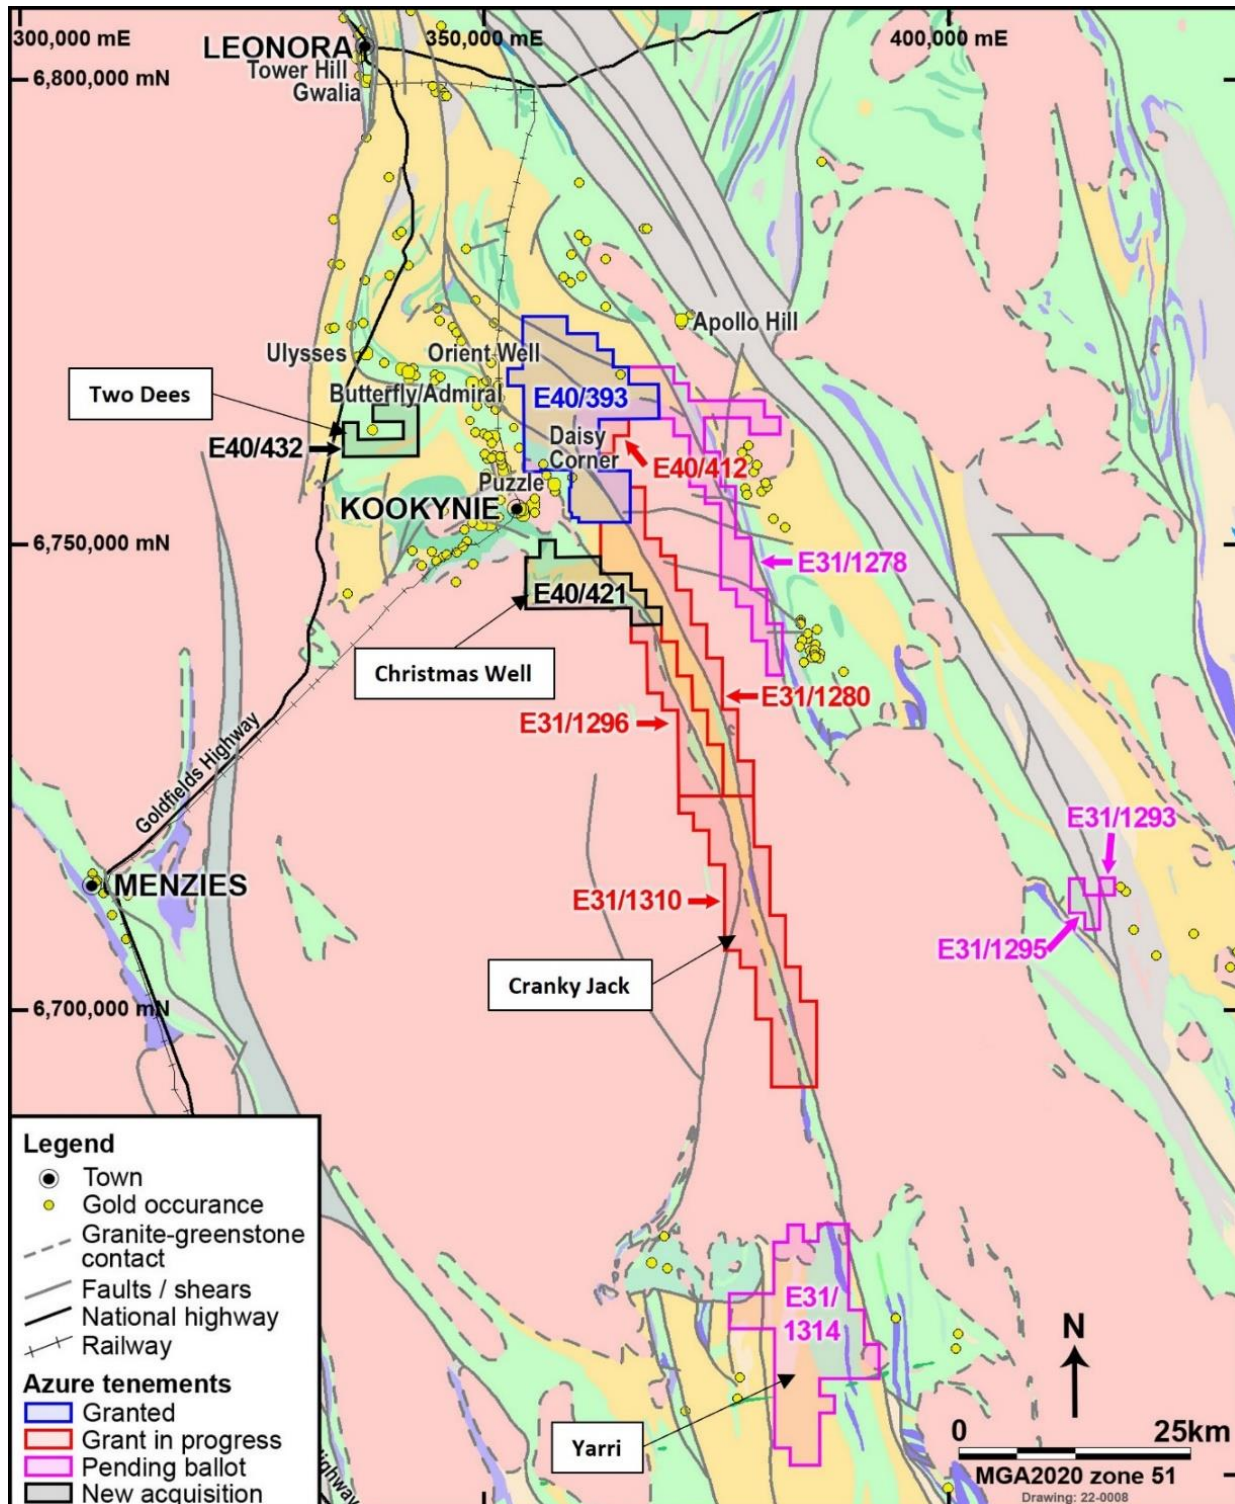 300,000 mE
350,000 mE
400,000 mE
LEONORA
6,800,000 mN
Tower Hill
Gwalia
Apollo Hill
Ulysses
Orient Well
Two Dees
Butterfly/Admiral
E40/393
E40/432
Daisy
Corner
E40/412
Puzzle
KOOKYNIE
6,750,000 mN
E31/1278
E40/421
Christmas Well
E31/1280
E31/1296
Goldfields Highway
E31/1293
MENZIES
E31/1310
E31/1295
Cranky Jack
6,700,000 mN
E31/
1314
Yarri
Legend
Town
Gold occurance
Granite-greenstone
contact
Faults / shears
National highway
Railway
Azure tenements
Granted
Grant in progress
Pending ballot
New acquisition
N
0 25km
MGA2020 zone 51
Drawing: 22-0008